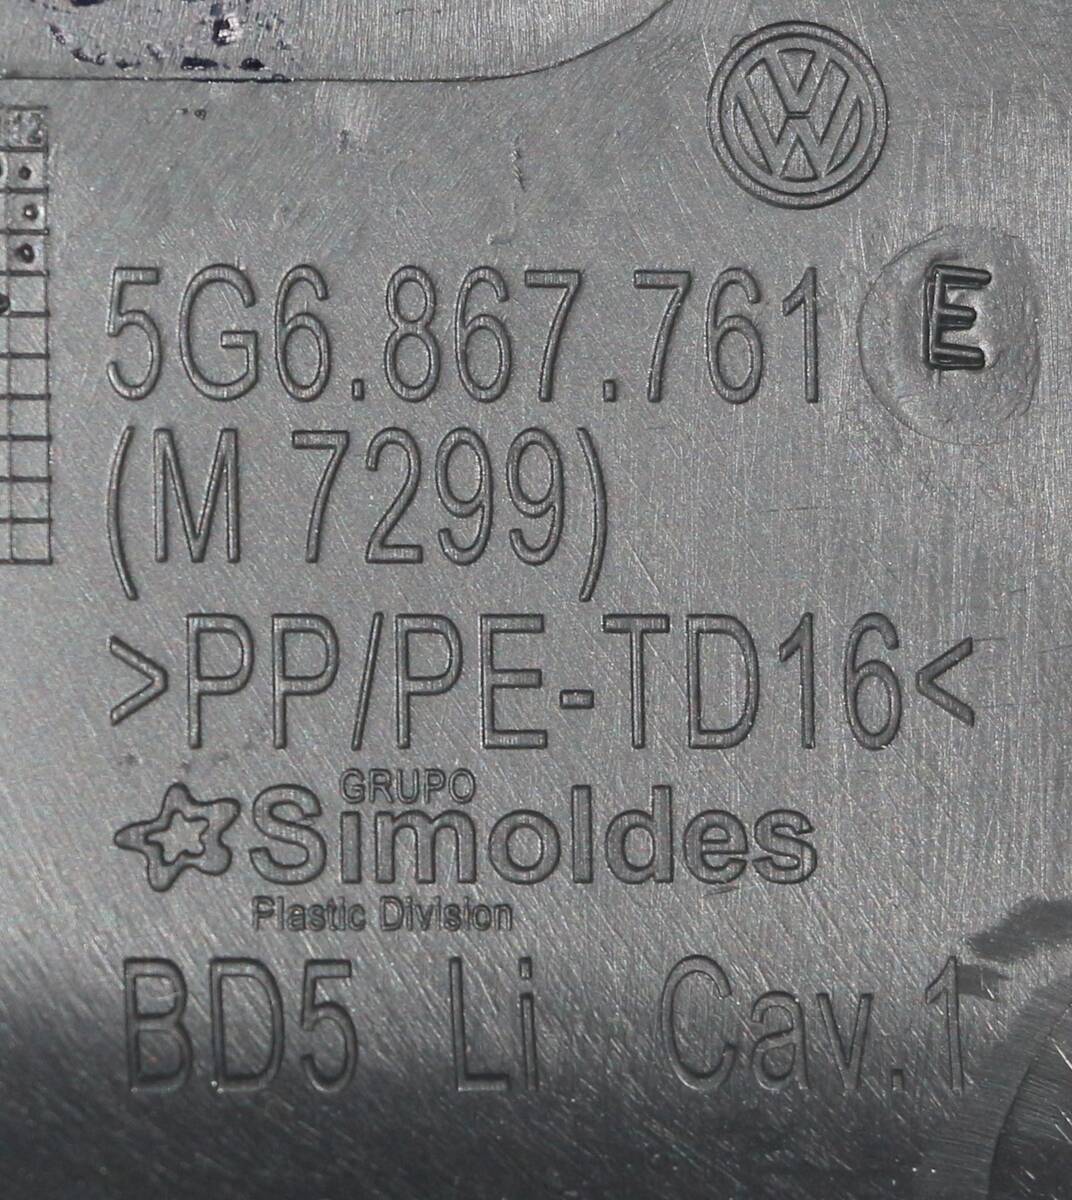 5G6.867.761 E
(M 7299)
>PP/PE-TD16<
GRUPO
Simoldes
Plastic Division
BD5 Li Cav.1